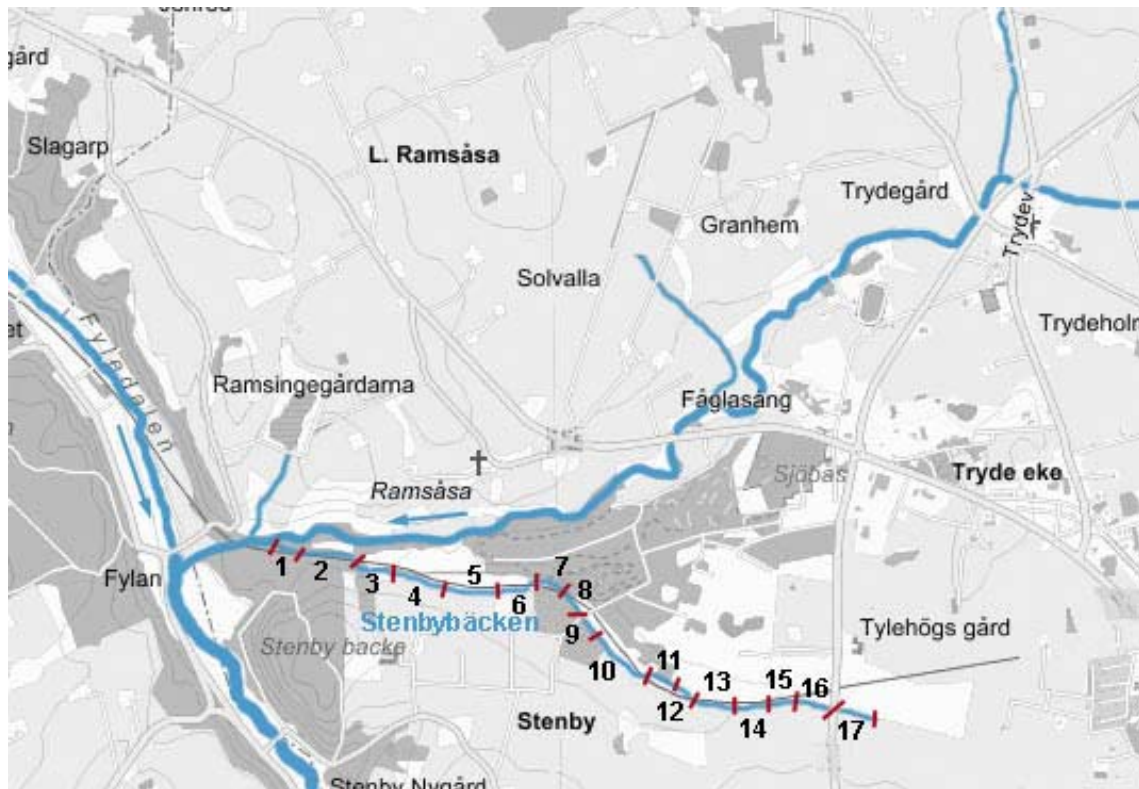 gård
Slagarp
L. Ramsåsa
Trydegård
Granhem
Trydev
Solvalla
et
Fyledalen
Trydeholm
Ramsingegårdarna
Fåglasång
Sjöbas
Tryde eke
Ramsåsa
1
2
3
4
5
6
7
8
Fylan
Stenbybäcken
9
Stenby backe
Tylehögs gård
10
11
12
13
14
15
16
17
Stenby
Stenby Nygård